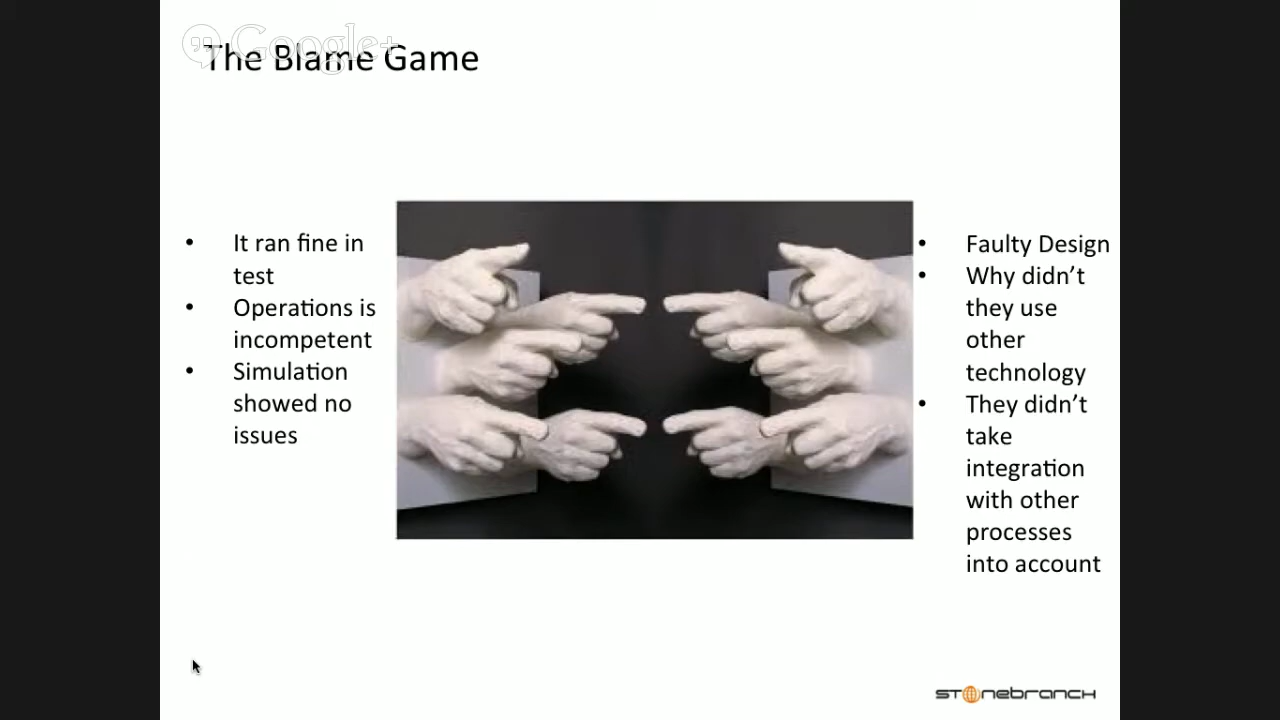 Google+
The Blame Game
• It ran fine in
test
• Operations is
incompetent
• Simulation
showed no
issues
• Faulty Design
• Why didn’t
they use
other
technology
• They didn’t
take
integration
with other
processes
into account
stonebranch